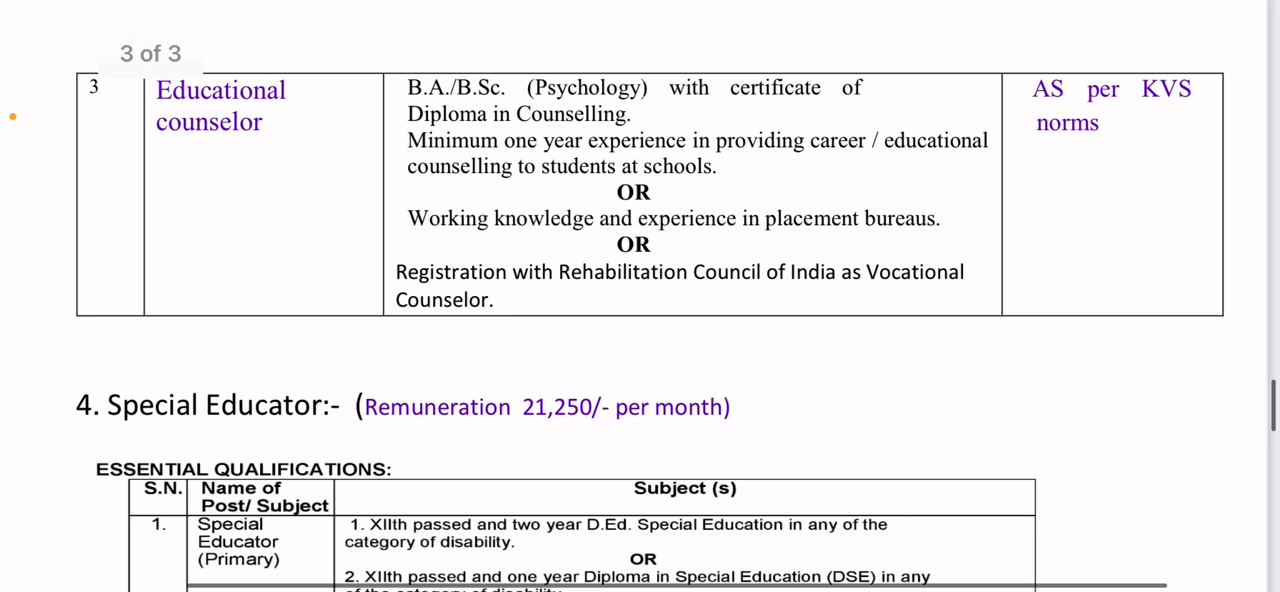 3 of 3
3
Educational
counselor
B.A./B.Sc. (Psychology) with certificate of
Diploma in Counselling.
Minimum one year experience in providing career / educational
counselling to students at schools.
OR
Working knowledge and experience in placement bureaus.
OR
Registration with Rehabilitation Council of India as Vocational
Counselor.
AS per KVS
norms
4. Special Educator:- (Remuneration 21,250/- per month)
ESSENTIAL QUALIFICATIONS:
S.N.
Name of
Post/ Subject
Subject (s)
1.
Special
Educator
(Primary)
1. XIIth passed and two year D.Ed. Special Education in any of the
category of disability.
OR
2. XIIth passed and one year Diploma in Special Education (DSE) in any
of the category of disability